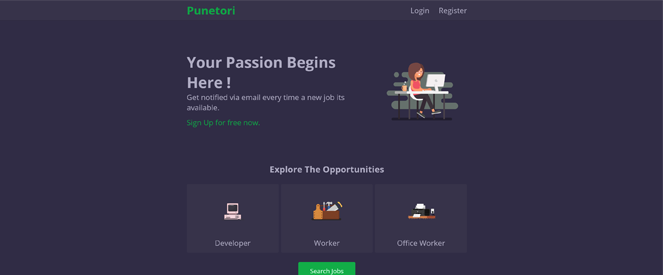 Punetori
Login Register
Your Passion Begins
Here !
Get notified via email every time a new job its
available.
Sign Up for free now.
Explore The Opportunities
Developer Worker Office Worker
Search Jobs